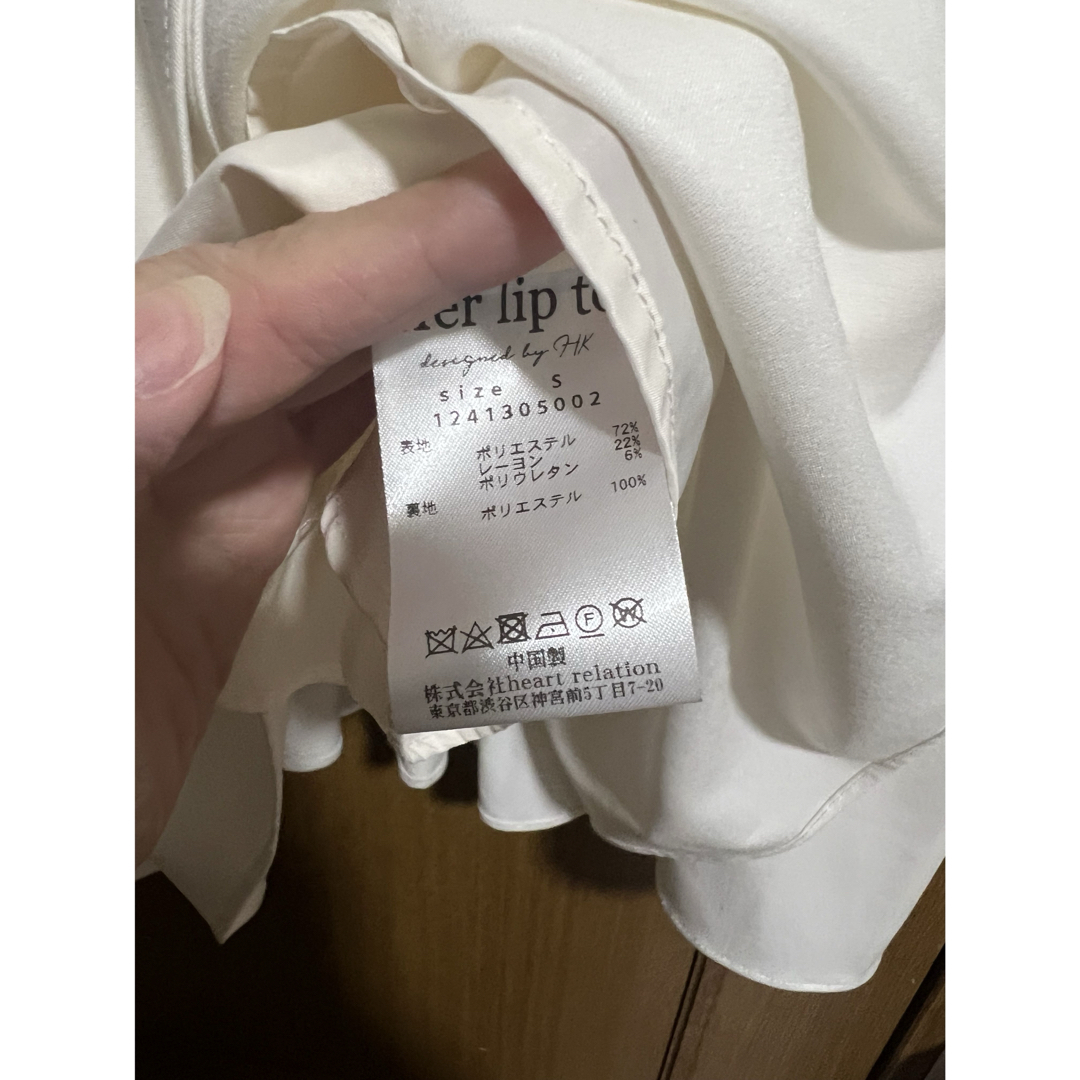 her lip to
designed by HK
size S
1241305002
表地 ポリエステル 72%
レーヨン 22%
ポリウレタン 6%
裏地 ポリエステル 100%
中国製
株式会社heart relation
東京都渋谷区神宮前5丁目7-20